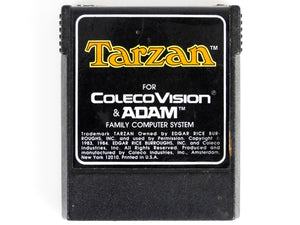 Tarzan™
FOR
COLECOVISION®
& ADAM™
FAMILY COMPUTER SYSTEM
Trademark TARZAN Owned by EDGAR RICE BUR-
ROUGHS, INC. and used by Permission. Copyright
1983, 1984, EDGAR RICE BURROUGHS, INC. and Coleco
Industries, Inc. All Rights Reserved. Produced and
manufactured by Coleco Industries, Inc., Amsterdam,
New York 12010. Printed in U.S.A.